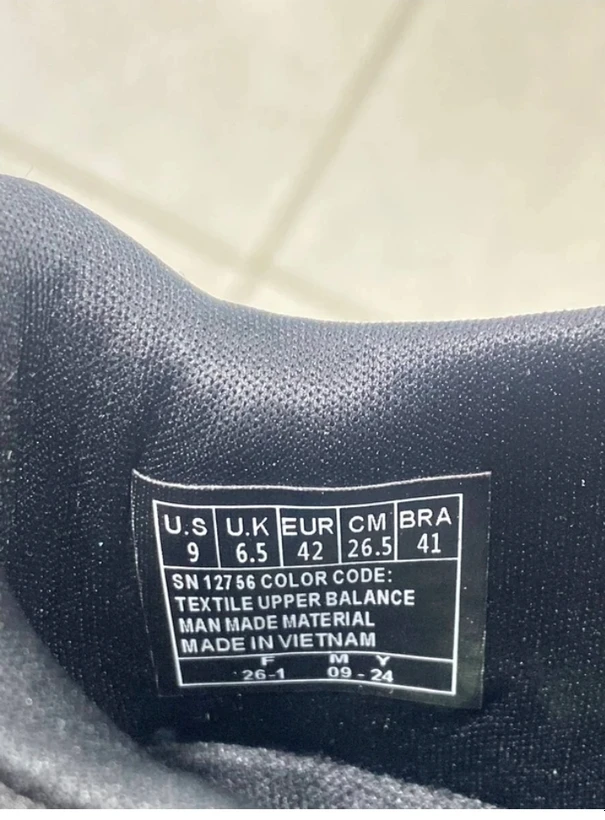 U.S U.K EUR CM BRA
9 6.5 42 26.5 41
SN 12756 COLOR CODE:
TEXTILE UPPER BALANCE
MAN MADE MATERIAL
MADE IN VIETNAM
F M Y
26-1 09 - 24